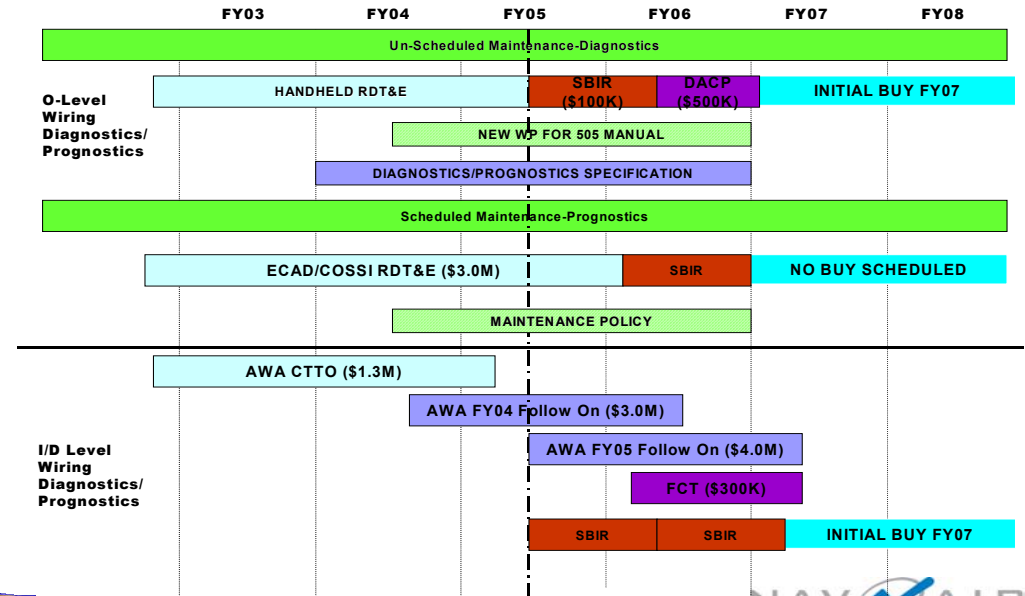 FY03 FY04 FY05 FY06 FY07 FY08
Un-Scheduled Maintenance-Diagnostics
O-Level
Wiring
Diagnostics/
Prognostics
HANDHELD RDT&E
SBIR
($100K)
DACP
($500K)
INITIAL BUY FY07
NEW WP FOR 505 MANUAL
DIAGNOSTICS/PROGNOSTICS SPECIFICATION
Scheduled Maintenance-Prognostics
ECAD/COSSI RDT&E ($3.0M)
SBIR
NO BUY SCHEDULED
MAINTENANCE POLICY
AWA CTTO ($1.3M)
AWA FY04 Follow On ($3.0M)
I/D Level
Wiring
Diagnostics/
Prognostics
AWA FY05 Follow On ($4.0M)
FCT ($300K)
SBIR
SBIR
INITIAL BUY FY07